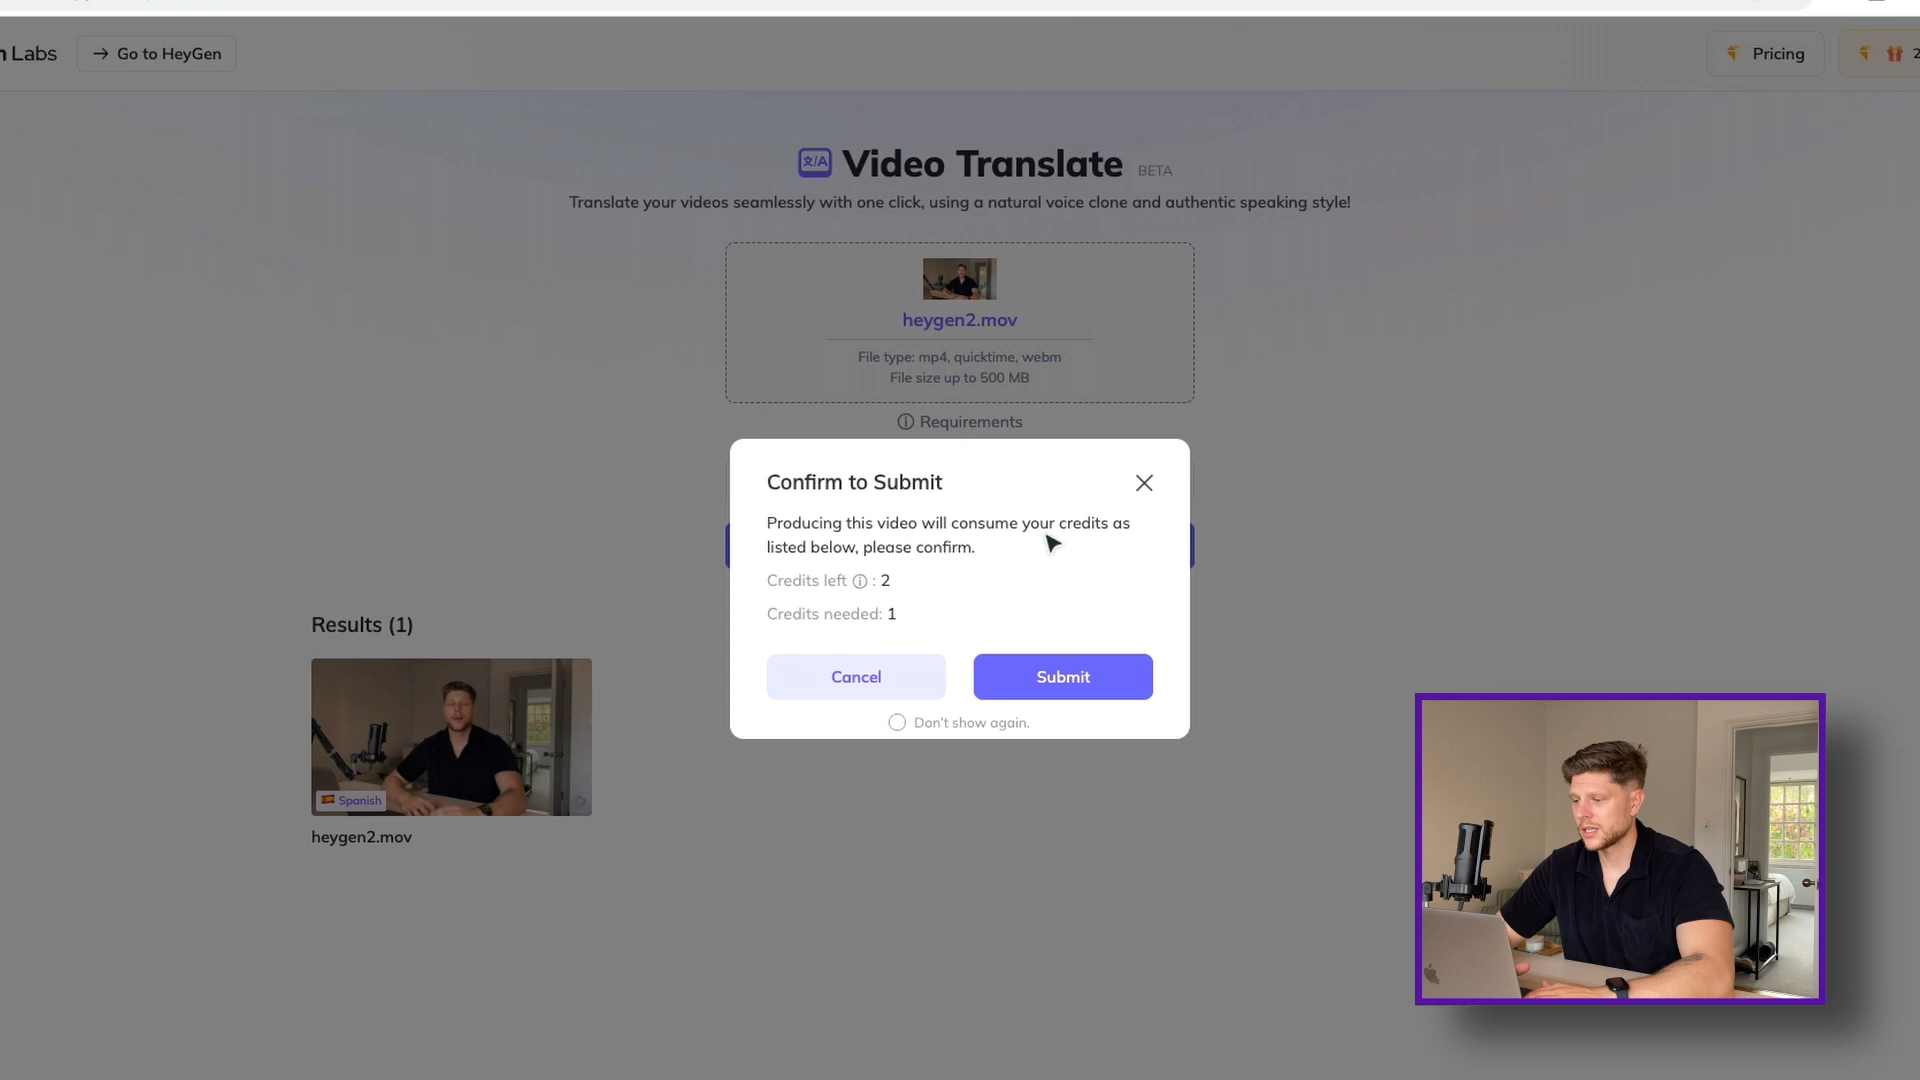 Labs
Go to HeyGen
Pricing
2
文/A Video Translate BETA
Translate your videos seamlessly with one click, using a natural voice clone and authentic speaking style!
heygen2.mov
File type: mp4, quicktime, webm
File size up to 500 MB
Requirements
Confirm to Submit
Producing this video will consume your credits as
listed below, please confirm.
Credits left : 2
Credits needed: 1
Cancel
Submit
Don't show again.
Results (1)
Spanish
heygen2.mov